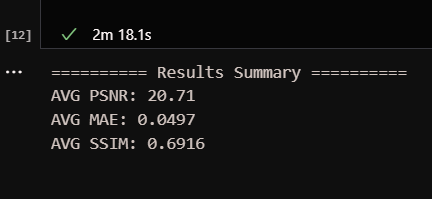 [12]
2m 18.1s
========== Results Summary ==========
AVG PSNR: 20.71
AVG MAE: 0.0497
AVG SSIM: 0.6916